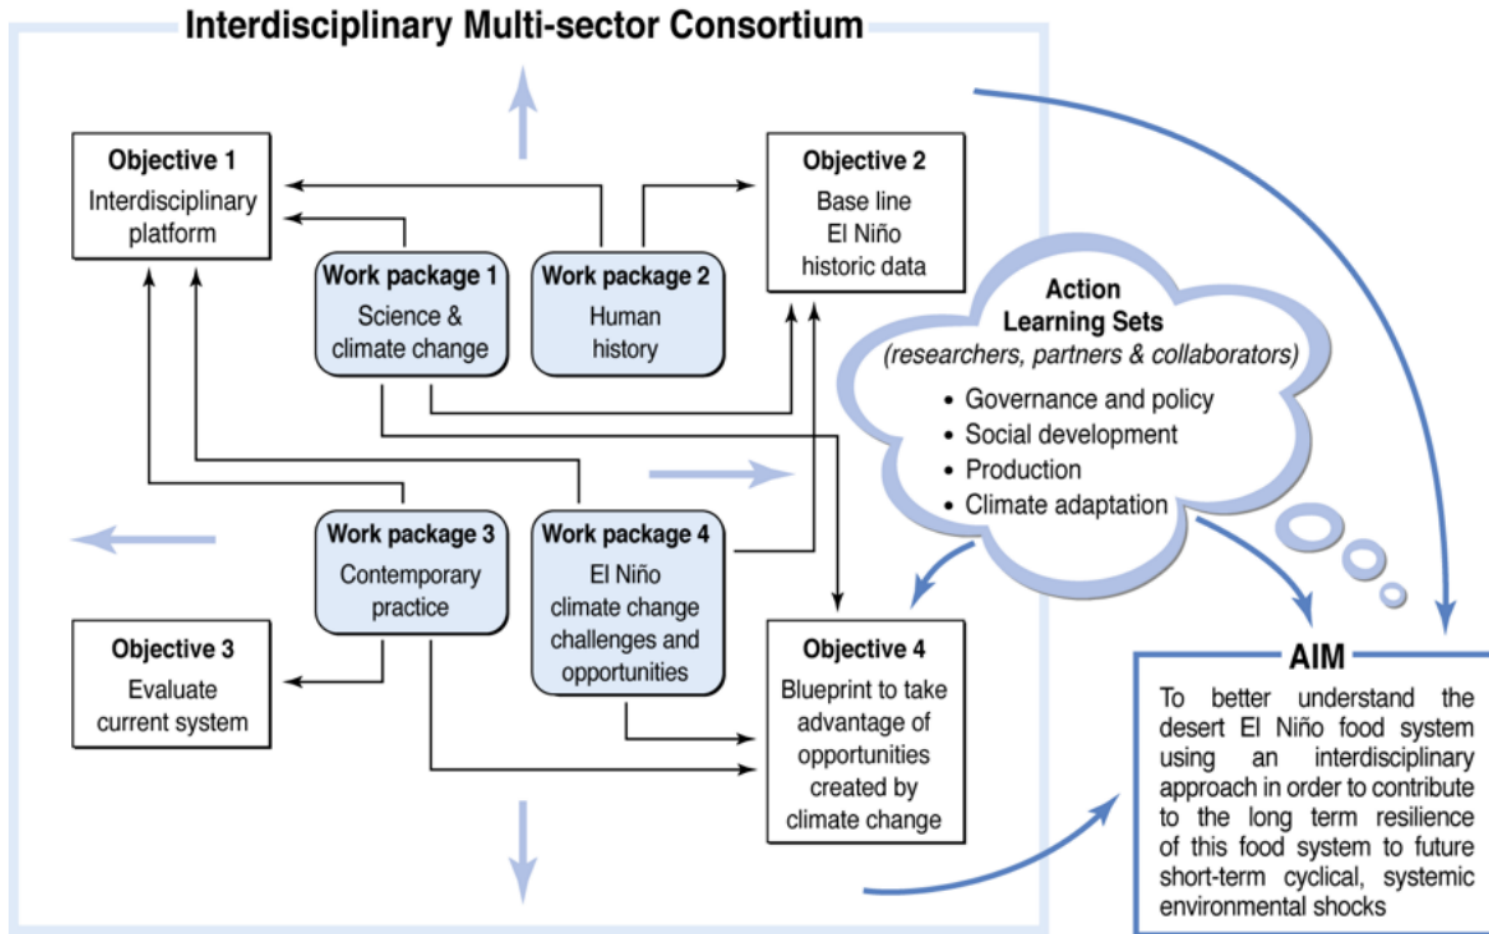 Interdisciplinary Multi-sector Consortium
Objective 1
Interdisciplinary
platform
Objective 2
Base line
El Niño
historic data
Work package 1
Science &
climate change
Work package 2
Human
history
Action
Learning Sets
(researchers, partners & collaborators)
• Governance and policy
• Social development
• Production
• Climate adaptation
Work package 3
Contemporary
practice
Work package 4
El Niño
climate change
challenges and
opportunities
Objective 3
Evaluate
current system
Objective 4
Blueprint to take
advantage of
opportunities
created by
climate change
AIM
To better understand the
desert El Niño food system
using an interdisciplinary
approach in order to contribute
to the long term resilience
of this food system to future
short-term cyclical, systemic
environmental shocks